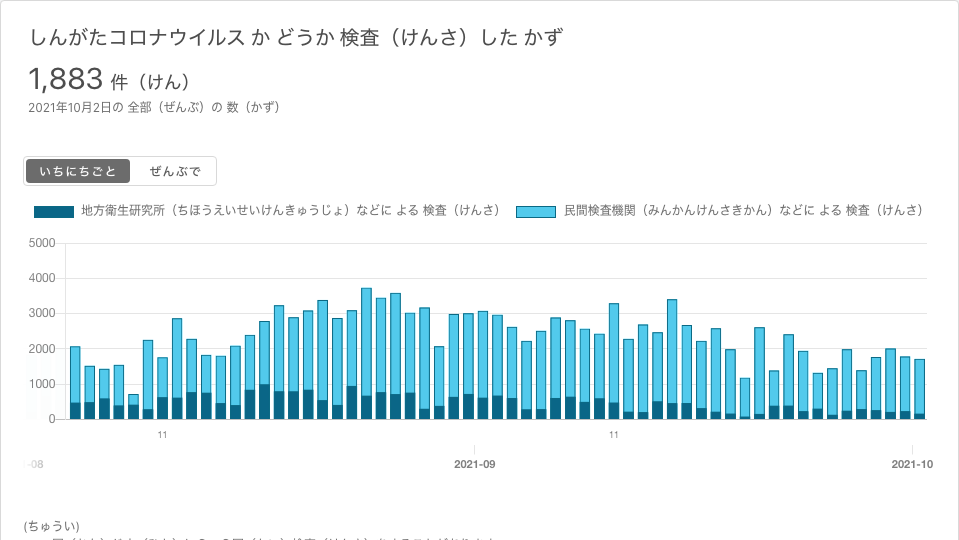 しんがたコロナウイルス か どうか 検査（けんさ）した かず
1,883 件（けん）
2021年10月2日の 全部（ぜんぶ）の 数（かず）
いちにちごと ぜんぶで
地方衛生研究所（ちほうえいせいけんきゅうじょ）などに よる 検査（けんさ） 民間検査機関（みんかんけんさきかん）などに よる 検査（けんさ）
5000
4000
3000
2000
1000
0
11 11
-08 2021-09 2021-10
(ちゅうい)